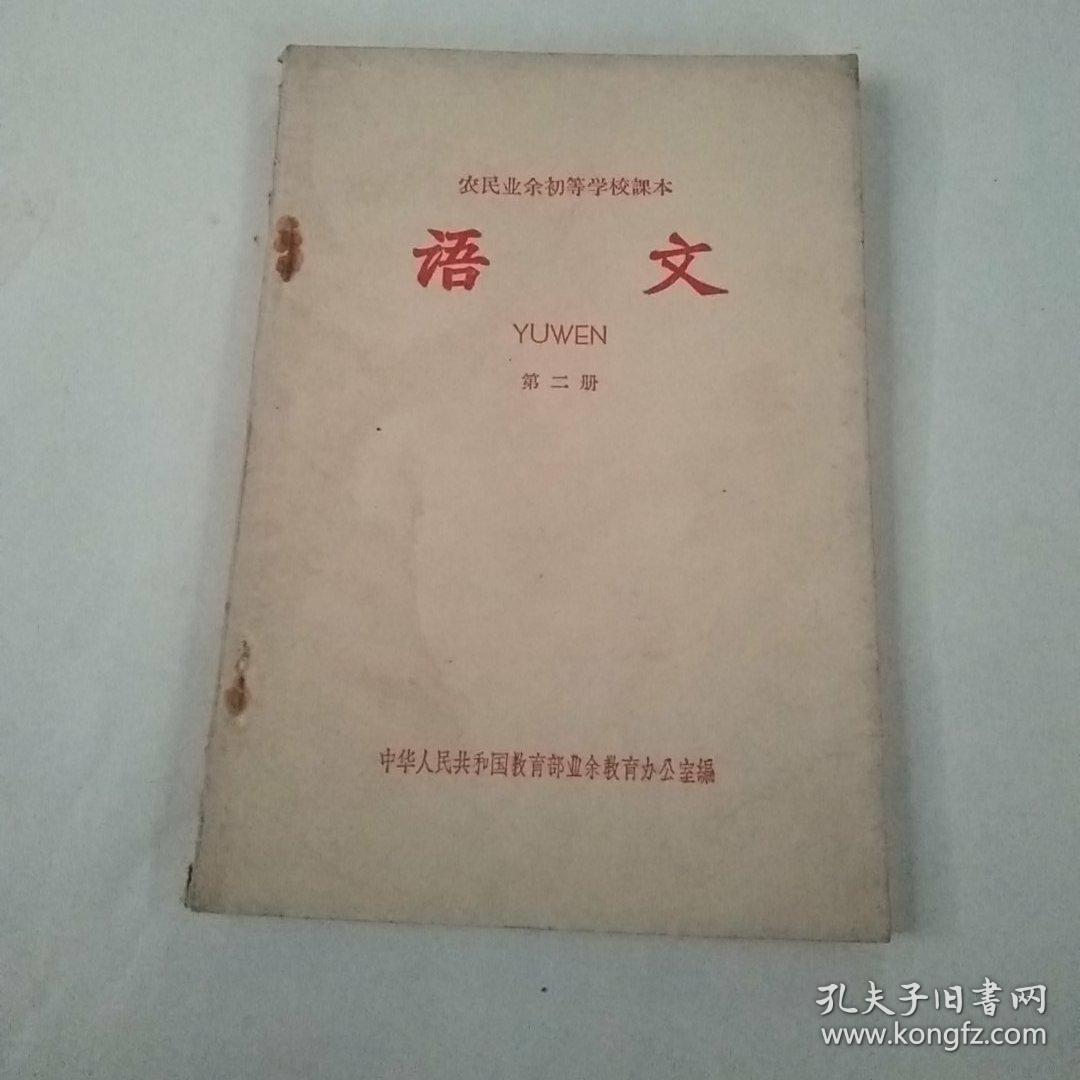 农民业余初等学校課本
语 文
YUWEN
第二册
中华人民共和国教育部业余教育办公室編
孔夫子旧書网
www.kongfz.com